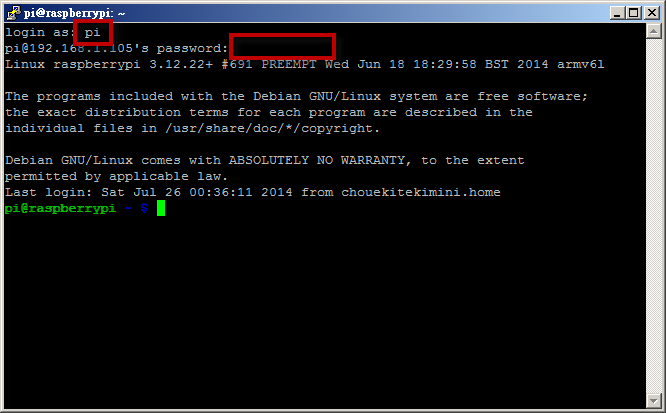 pi@raspberrypi: ~
login as: pi
pi@192.168.1.105's password:
Linux raspberrypi 3.12.22+ #691 PREEMPT Wed Jun 18 18:29:58 BST 2014 armv6l
The programs included with the Debian GNU/Linux system are free software;
the exact distribution terms for each program are described in the
individual files in /usr/share/doc/*/copyright.
Debian GNU/Linux comes with ABSOLUTELY NO WARRANTY, to the extent
permitted by applicable law.
Last login: Sat Jul 26 00:36:11 2014 from chouekitekimini.home
pi@raspberrypi ~ $